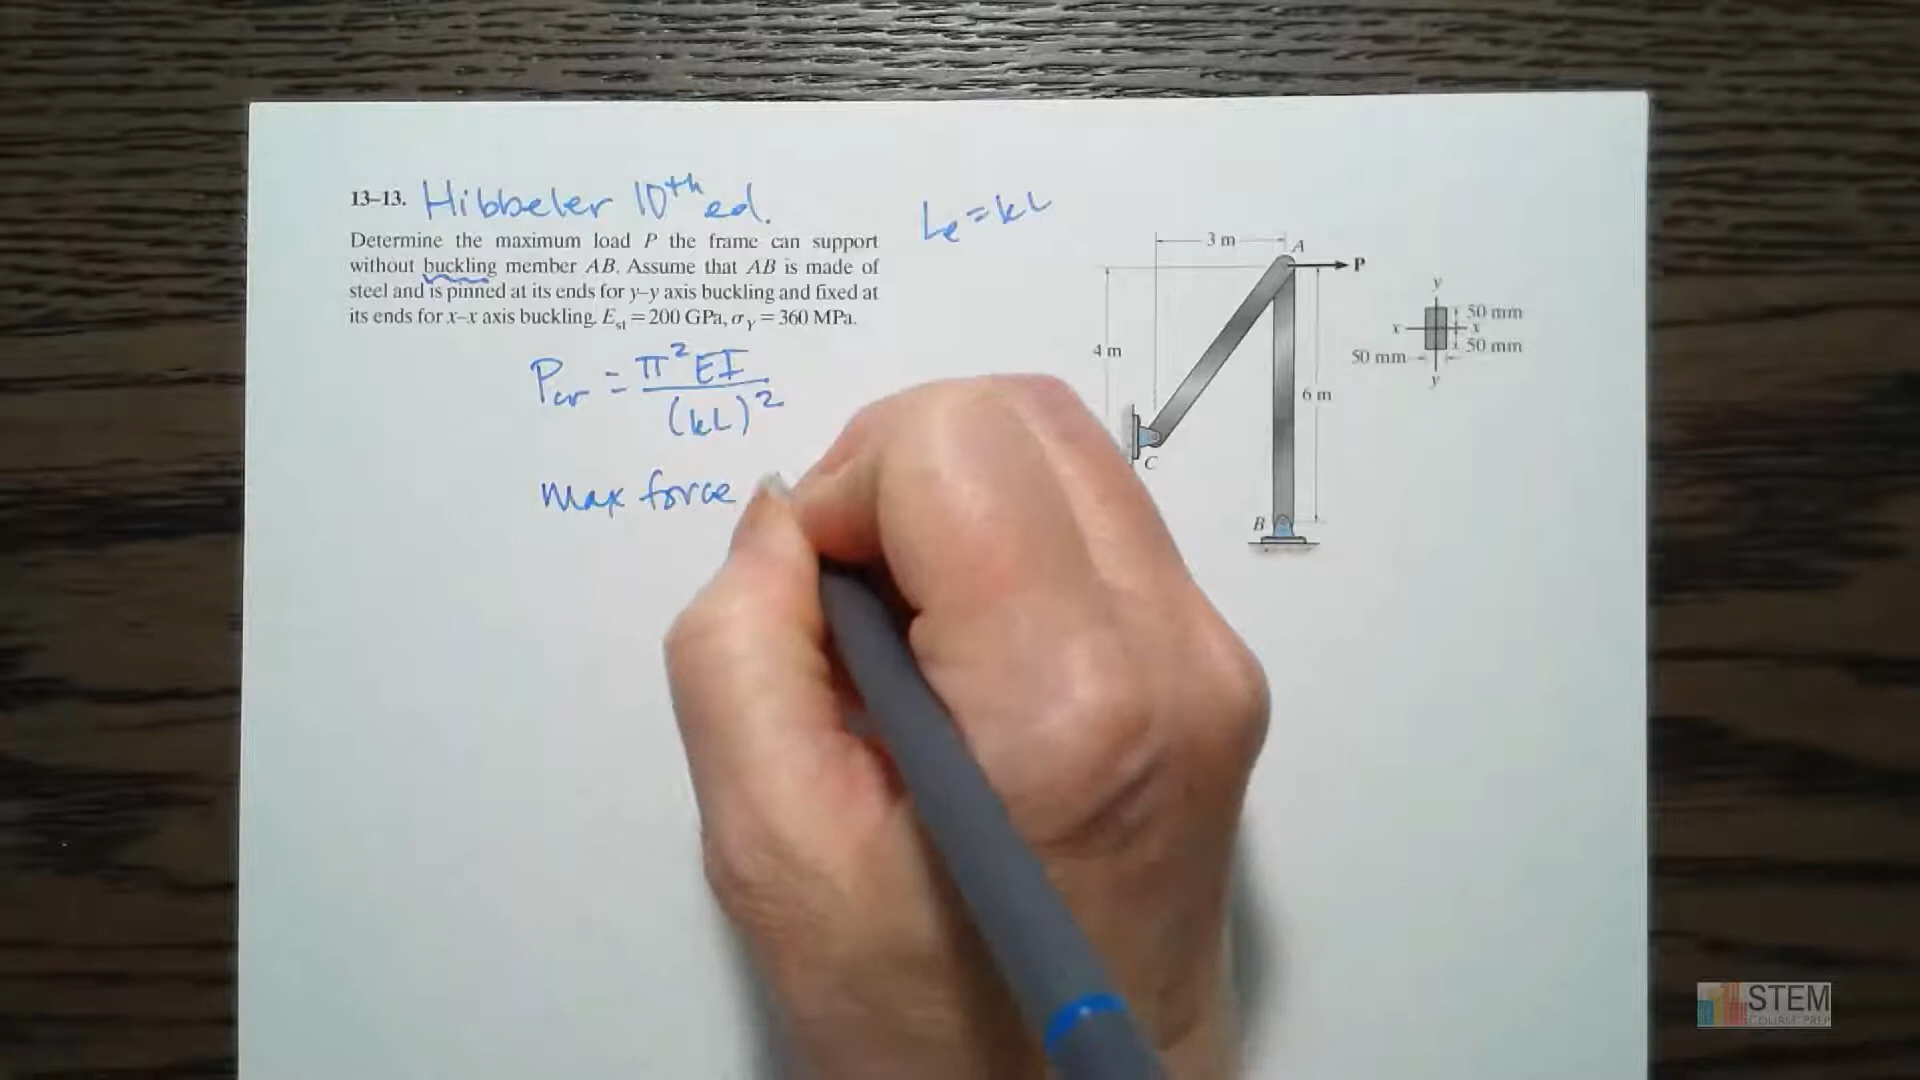 13–13. Hibbeler 10th ed.
Determine the maximum load P the frame can support
without buckling member AB. Assume that AB is made of
steel and is pinned at its ends for y–y axis buckling and fixed at
its ends for x–x axis buckling. Est = 200 GPa, σY = 360 MPa.
Le = kL
Pcr = π²EI
(kL)²
max force
3 m
A
P
4 m
6 m
C
B
y
50 mm
x
x
50 mm
50 mm
y
STEM
COURSE PREP